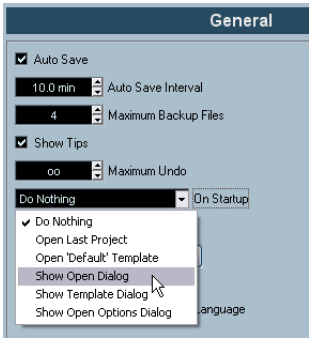 General
Auto Save
10.0 min Auto Save Interval
4 Maximum Backup Files
Show Tips
oo Maximum Undo
Do Nothing On Startup
Do Nothing
Open Last Project
Open 'Default' Template
Show Open Dialog
Show Template Dialog
Show Open Options Dialog
anguage